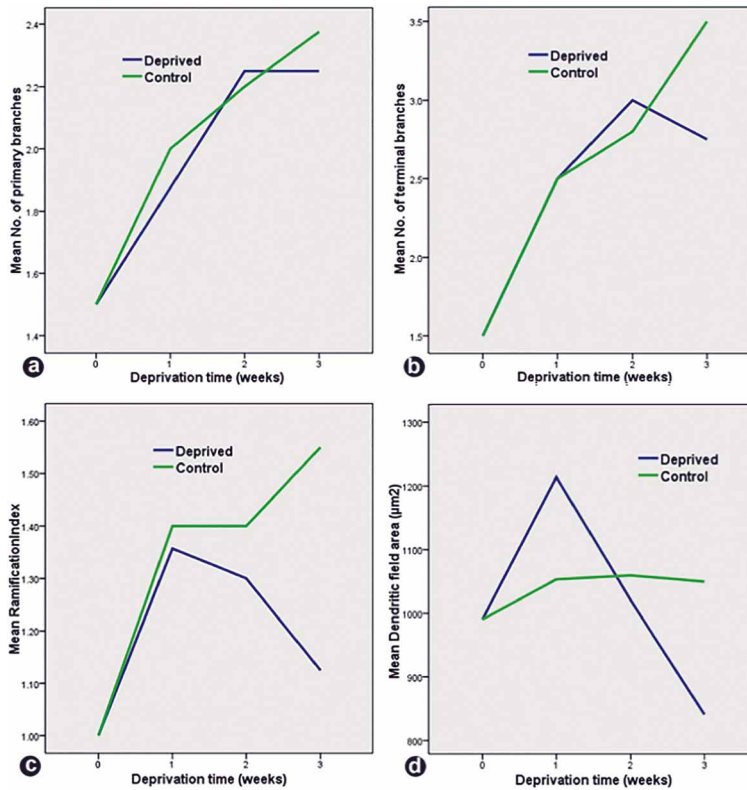 2.4
2.2
2.0
1.8
1.6
1.4
Mean No. of primary branches
Deprived
Control
0 1 2 3
Deprivation time (weeks)
a
3.5
3.0
2.5
2.0
1.5
Mean No. of terminal branches
Deprived
Control
0 1 2 3
Deprivation time (weeks)
b
1.60
1.50
1.40
1.30
1.20
1.10
1.00
Mean RamificationIndex
Deprived
Control
0 1 2 3
Deprivation time (weeks)
c
1300
1200
1100
1000
900
800
Mean Dendritic field area (µm2)
Deprived
Control
0 1 2 3
Deprivation time (weeks)
d